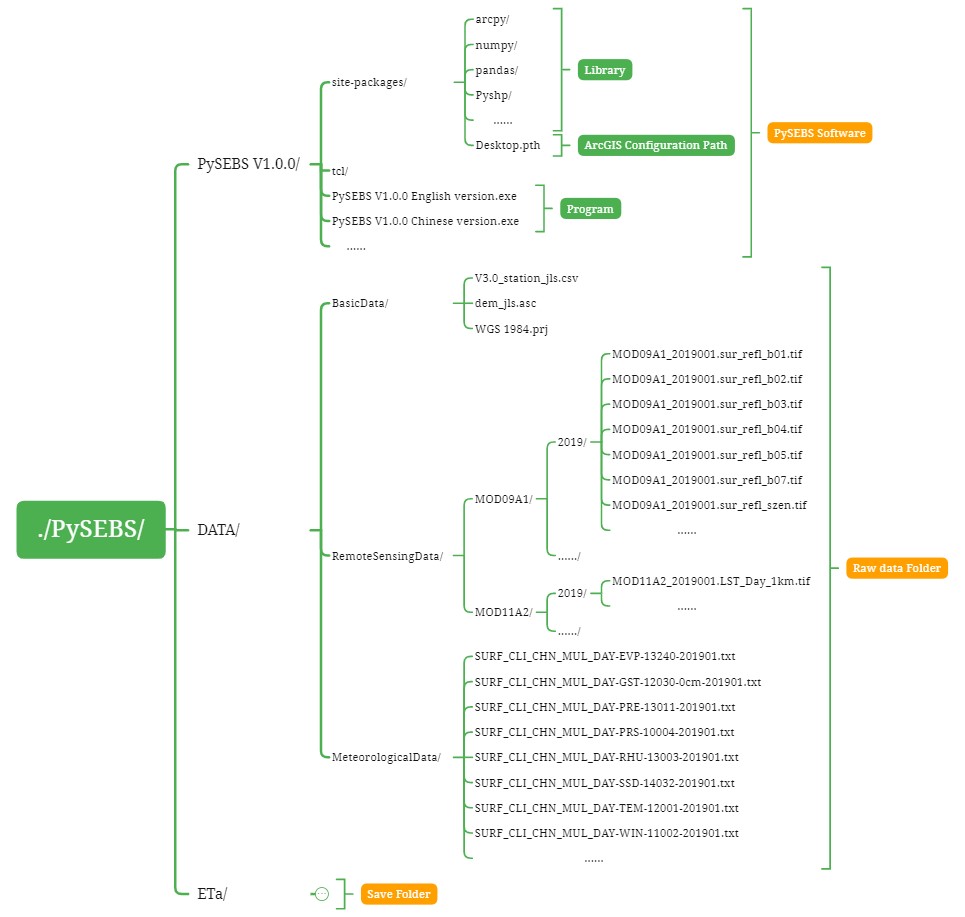 ./PySEBS/
PySEBS V1.0.0/
site-packages/
arcpy/
numpy/
pandas/
Pyshp/
......
Library
Desktop.pth
ArcGIS Configuration Path
tcl/
PySEBS V1.0.0 English version.exe
PySEBS V1.0.0 Chinese version.exe
Program
......
PySEBS Software
DATA/
BasicData/
V3.0_station_jls.csv
dem_jls.asc
WGS 1984.prj
RemoteSensingData/
MOD09A1/
2019/
MOD09A1_2019001.sur_refl_b01.tif
MOD09A1_2019001.sur_refl_b02.tif
MOD09A1_2019001.sur_refl_b03.tif
MOD09A1_2019001.sur_refl_b04.tif
MOD09A1_2019001.sur_refl_b05.tif
MOD09A1_2019001.sur_refl_b07.tif
MOD09A1_2019001.sur_refl_szen.tif
......
....../
MOD11A2/
2019/
MOD11A2_2019001.LST_Day_1km.tif
......
....../
MeteorologicalData/
SURF_CLI_CHN_MUL_DAY-EVP-13240-201901.txt
SURF_CLI_CHN_MUL_DAY-GST-12030-0cm-201901.txt
SURF_CLI_CHN_MUL_DAY-PRE-13011-201901.txt
SURF_CLI_CHN_MUL_DAY-PRS-10004-201901.txt
SURF_CLI_CHN_MUL_DAY-RHU-13003-201901.txt
SURF_CLI_CHN_MUL_DAY-SSD-14032-201901.txt
SURF_CLI_CHN_MUL_DAY-TEM-12001-201901.txt
SURF_CLI_CHN_MUL_DAY-WIN-11002-201901.txt
......
Raw data Folder
ETa/
Save Folder